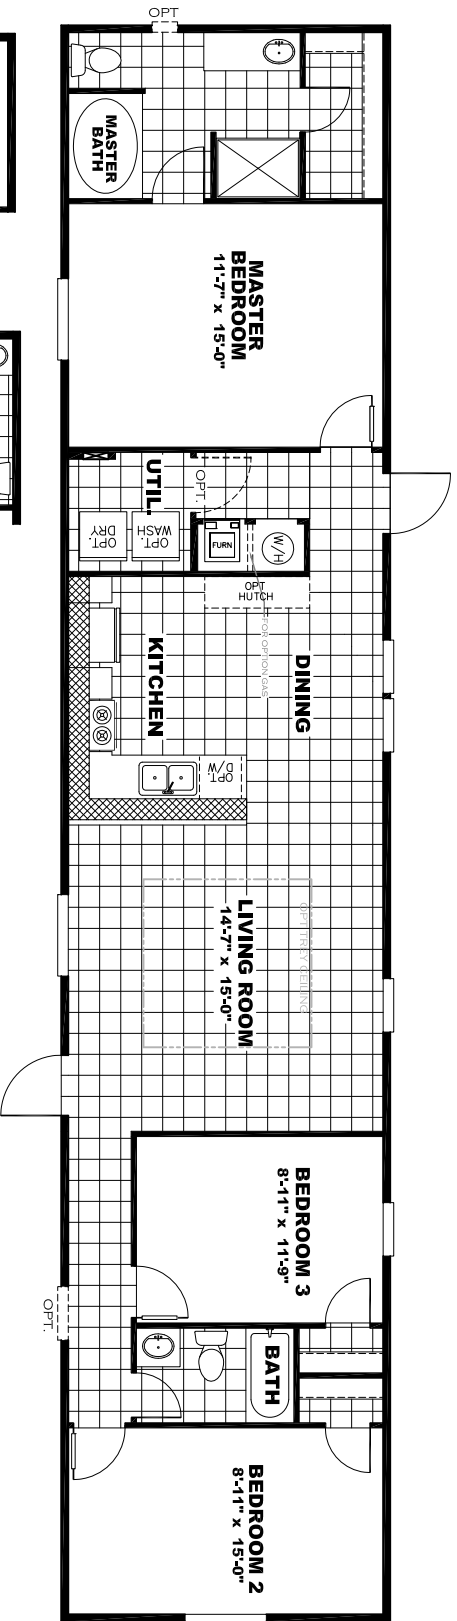 OPT
MASTER
BATH
MASTER
BEDROOM
11'-7" x 15'-0"
UTIL.
OPT.
OPT.
DRY
OPT.
WASH
FURN
W/H
OPT
HUTCH
FOR OPTION GAS
KITCHEN
DINING
OPT.
D/W
LIVING ROOM
14'-7" x 15'-0"
OPT TREY CEILING
BEDROOM 3
8'-11" x 11'-9"
OPT.
BATH
BEDROOM 2
8'-11" x 15'-0"